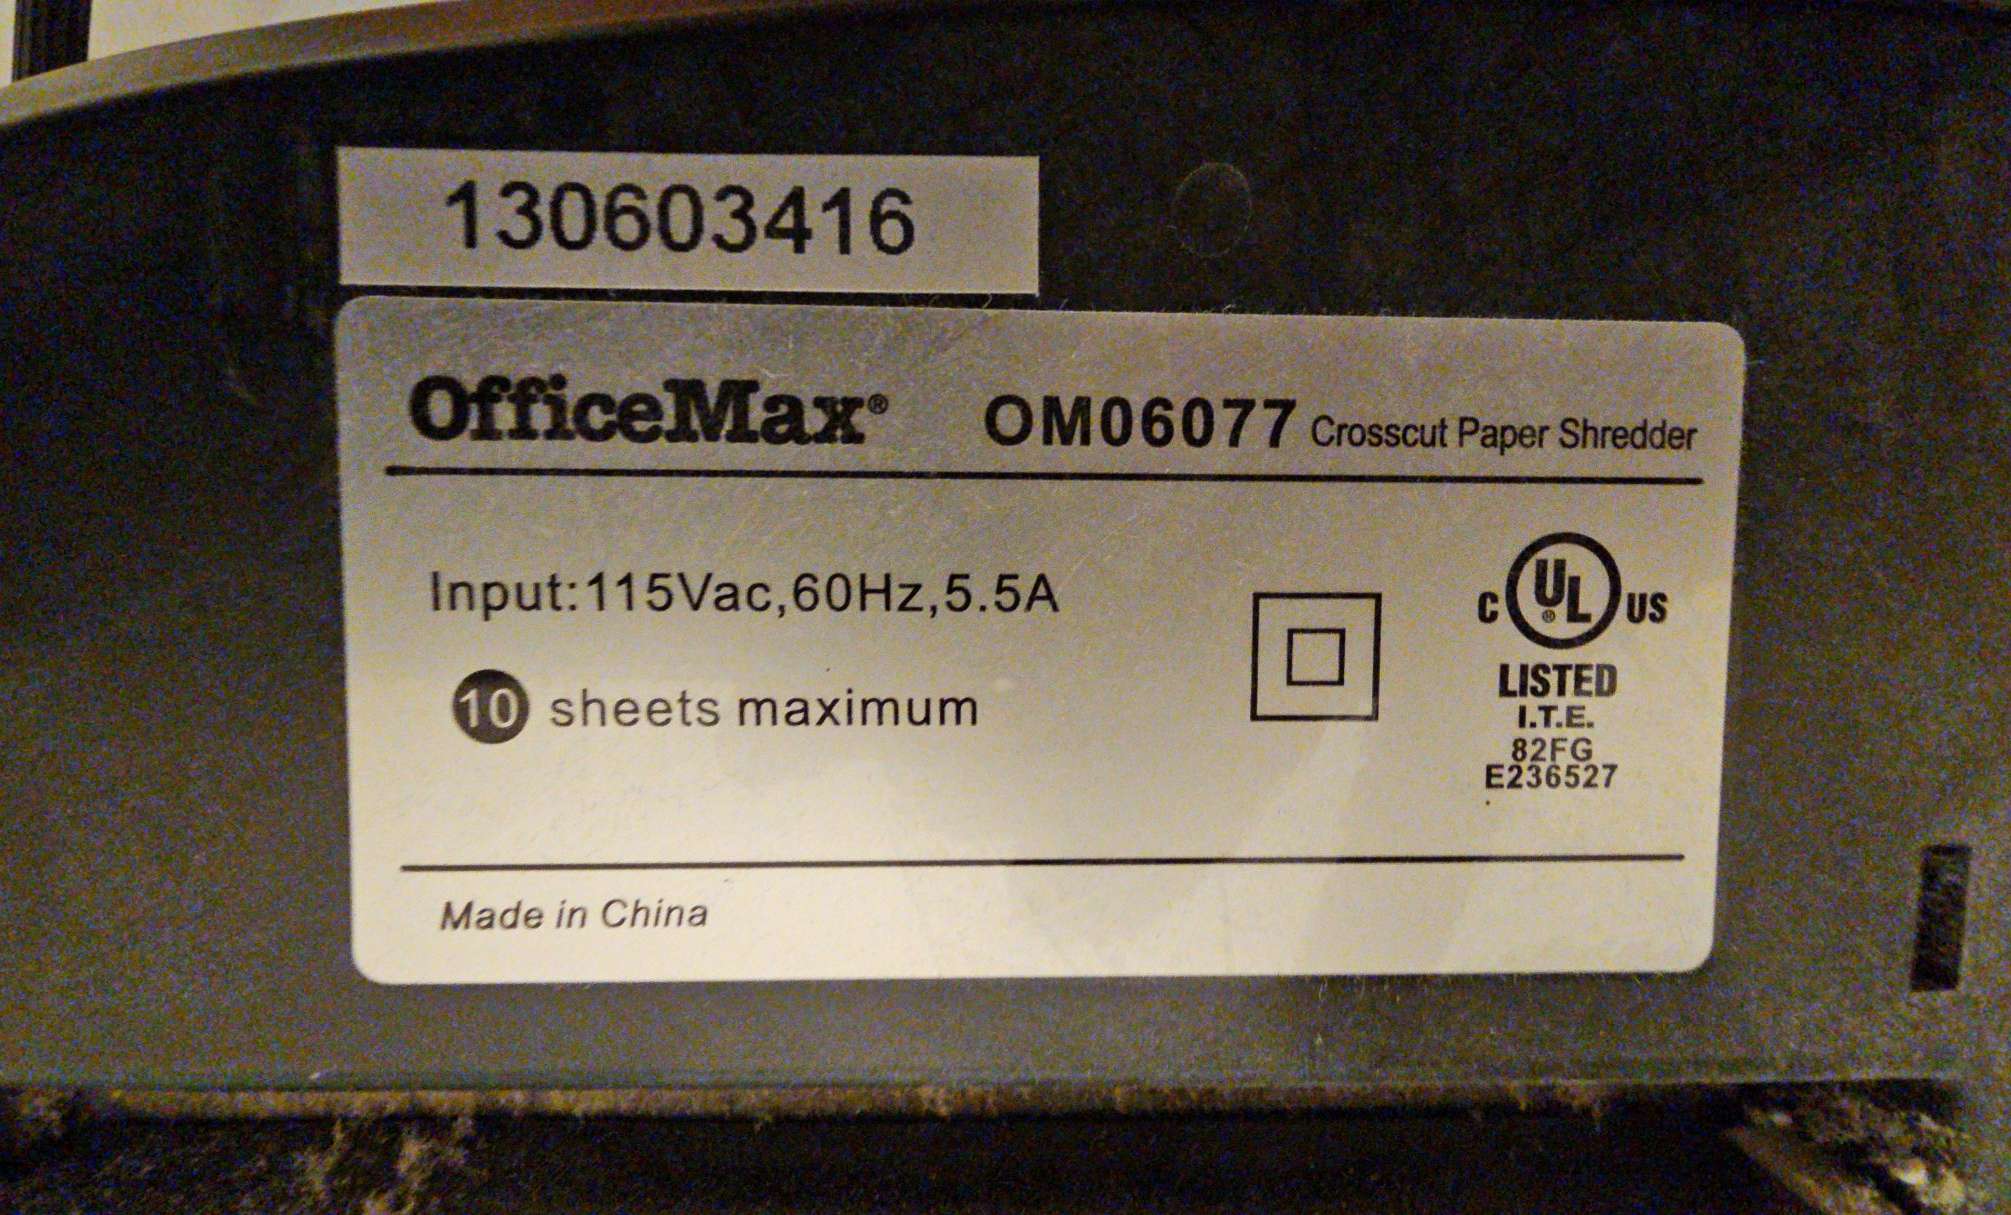 130603416
OfficeMax® OM06077 Crosscut Paper Shredder
Input:115Vac,60Hz,5.5A
10 sheets maximum
C UL® US
LISTED
I.T.E.
82FG
E236527
Made in China